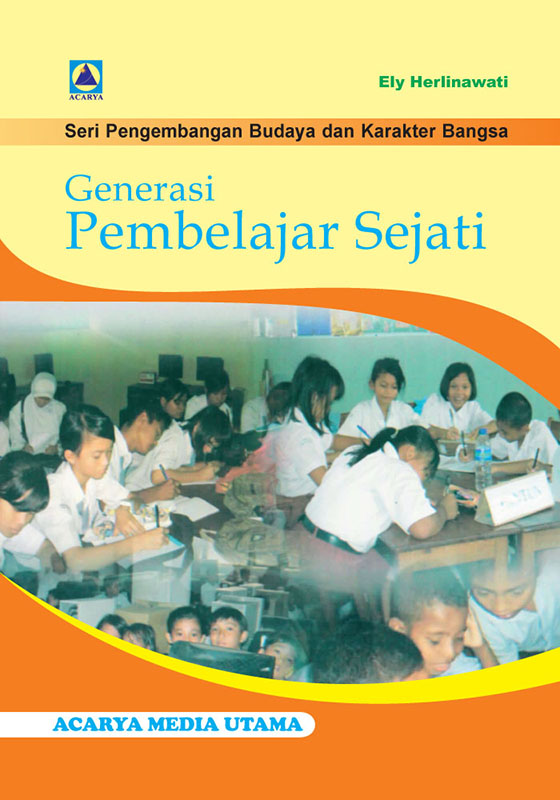 ACARYA
Ely Herlinawati
Seri Pengembangan Budaya dan Karakter Bangsa
Generasi
Pembelajar Sejati
ACARYA MEDIA UTAMA